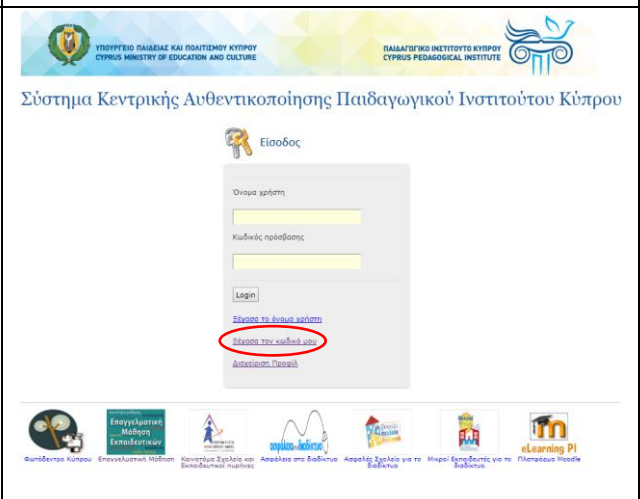 ΥΠΟΥΡΓΕΙΟ ΠΑΙΔΕΙΑΣ ΚΑΙ ΠΟΛΙΤΙΣΜΟΥ ΚΥΠΡΟΥ
CYPRUS MINISTRY OF EDUCATION AND CULTURE
ΠΑΙΔΑΓΩΓΙΚΟ ΙΝΣΤΙΤΟΥΤΟ ΚΥΠΡΟΥ
CYPRUS PEDAGOGICAL INSTITUTE
Σύστημα Κεντρικής Αυθεντικοποίησης Παιδαγωγικού Ινστιτούτου Κύπρου
Είσοδος
Όνομα χρήστη
Κωδικός πρόσβασης
Login
Ξέχασα το όνομα χρήστη
Ξέχασα τον κωδικό μου
Διαχείριση Προφίλ
Επαγγελματική
Μάθηση
Εκπαιδευτικών
ασφάλεια στο διαδίκτυο
m
eLearning PI
Φωτόδεντρο Κύπρου
Επαγγελματική Μάθηση
Καινοτόμα Σχολεία και
Εκπαιδευτικοί πυρήνες
Ασφάλεια στο διαδίκτυο
Ασφαλές Σχολείο για το
διαδίκτυο
Μικροί Εκπαιδευτές για το
διαδίκτυο
Πλατφόρμα Moodle